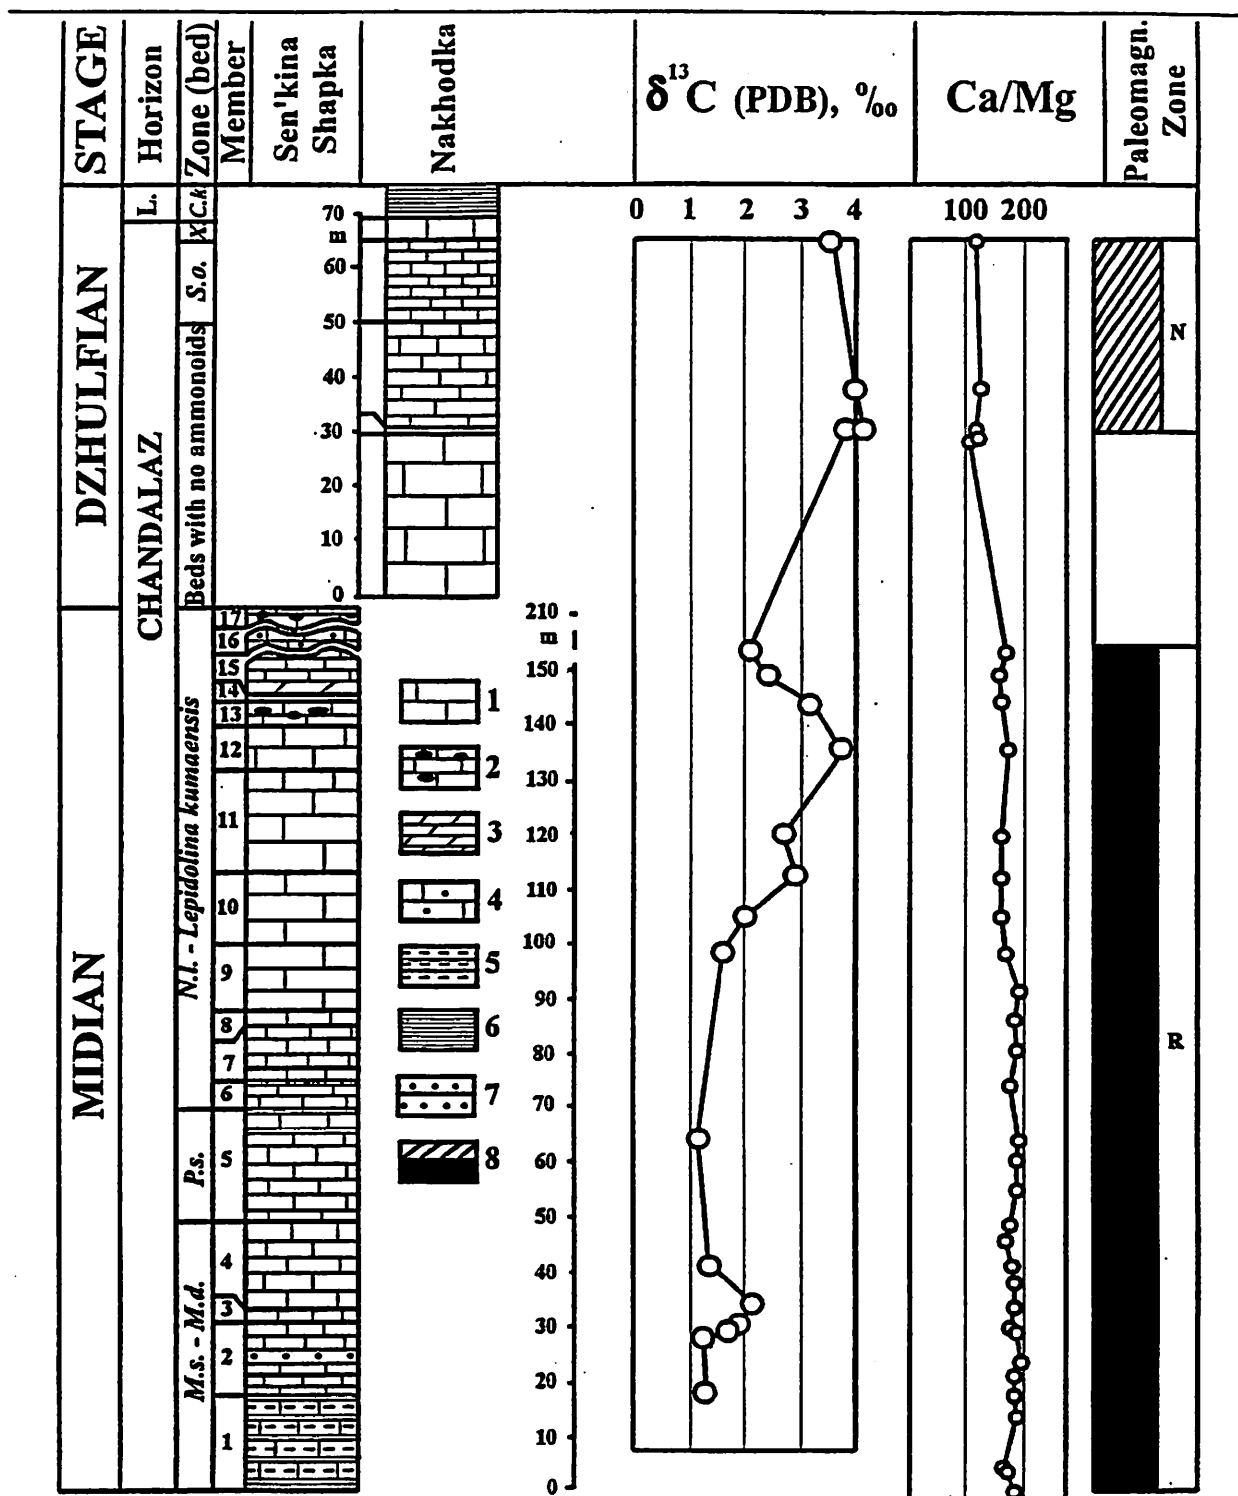 STAGE
Horizon
Zone (bed)
Member
Sen'kina
Shapka
Nakhodka
δ¹³C (PDB), ‰
Ca/Mg
Paleomagn.
Zone
DZHULFIAN
MIDIAN
L.
CHANDALAZ
C.k
S.o.
Beds with no ammonoids
N.l. - Lepidolina kumaensis
P.s.
M.s. - M.d.
17
16
15
14
13
12
11
10
9
8
7
6
5
4
3
2
1
70
m
60
50
40
30
20
10
0
210
m
150
140
130
120
110
100
90
80
70
60
50
40
30
20
10
0
1
2
3
4
5
6
7
8
0 1 2 3 4
100 200
N
R